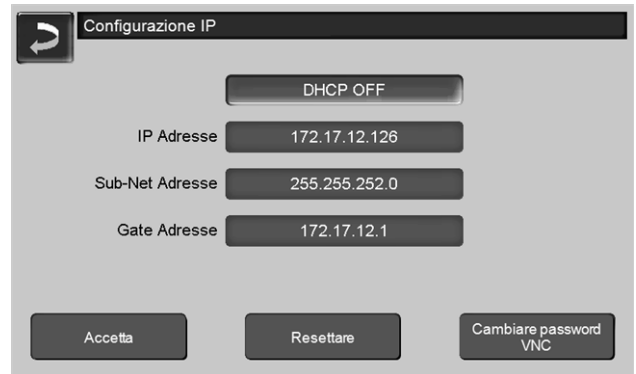 Configurazione IP
DHCP OFF
IP Adresse 172.17.12.126
Sub-Net Adresse 255.255.252.0
Gate Adresse 172.17.12.1
Accetta Resettare Cambiare password
VNC